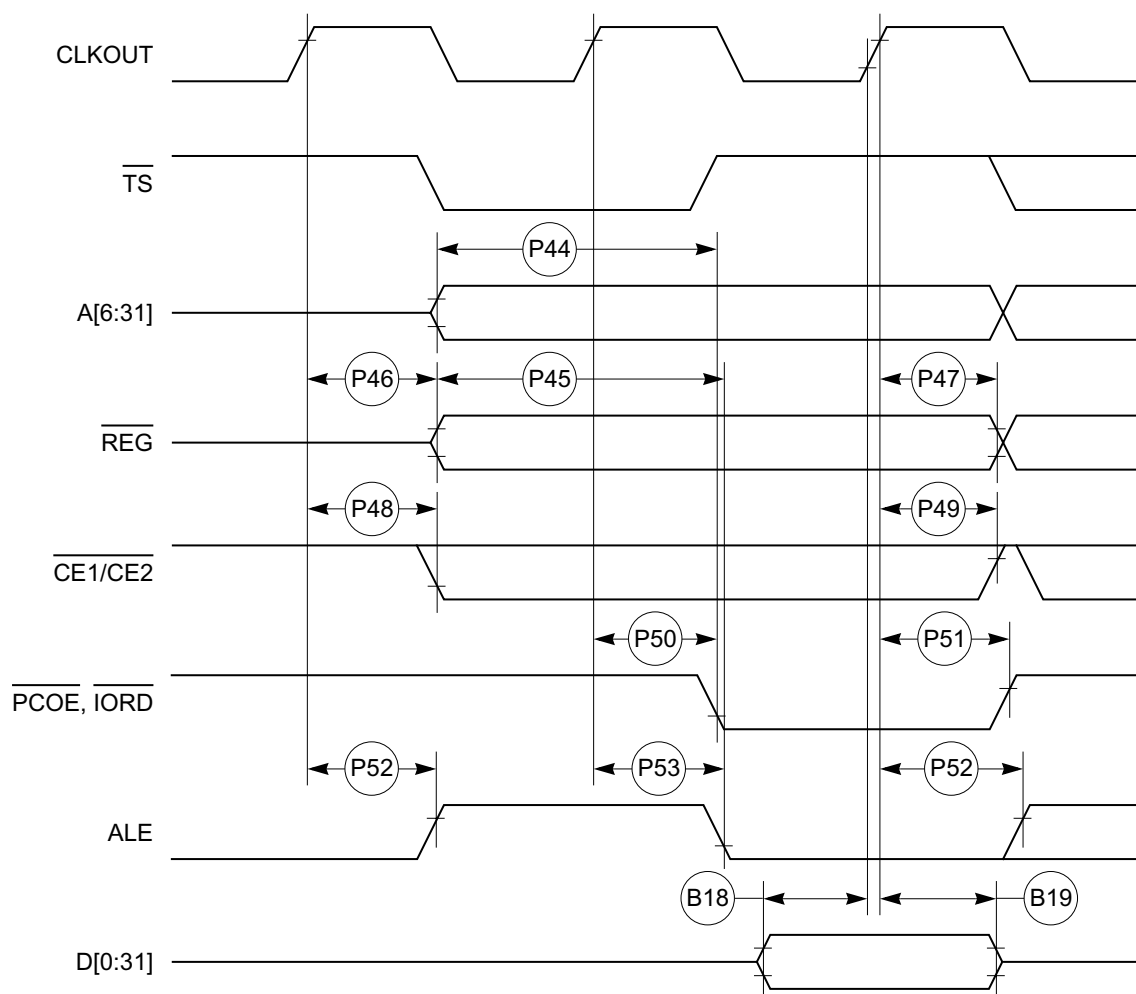 CLKOUT
TS
P44
A[6:31]
P46 P45 P47
REG
P48 P49
CE1/CE2
P50 P51
PCOE, IORD
P52 P53 P52
ALE
B18 B19
D[0:31]